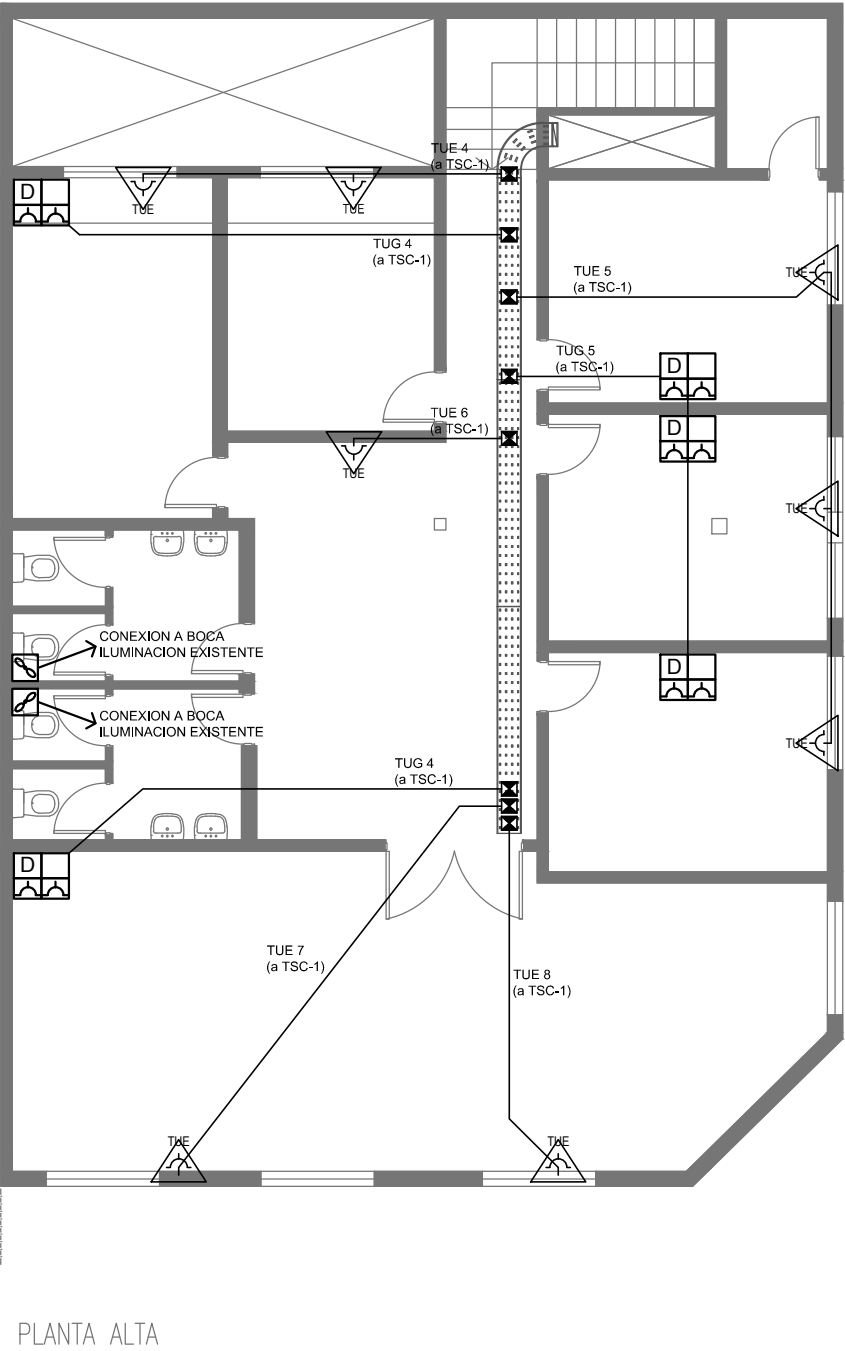 TUE 4
(a TSC-1)
TUE
TUE
D
TUG 4
(a TSC-1)
TUE 5
(a TSC-1)
TUE
TUG 5
(a TSC-1)
D
TUE 6
(a TSC-1)
D
TUE
TUE
CONEXION A BOCA
ILUMINACION EXISTENTE
D
CONEXION A BOCA
ILUMINACION EXISTENTE
TUE
TUG 4
(a TSC-1)
D
TUE 7
(a TSC-1)
TUE 8
(a TSC-1)
TUE
TUE
PLANTA ALTA